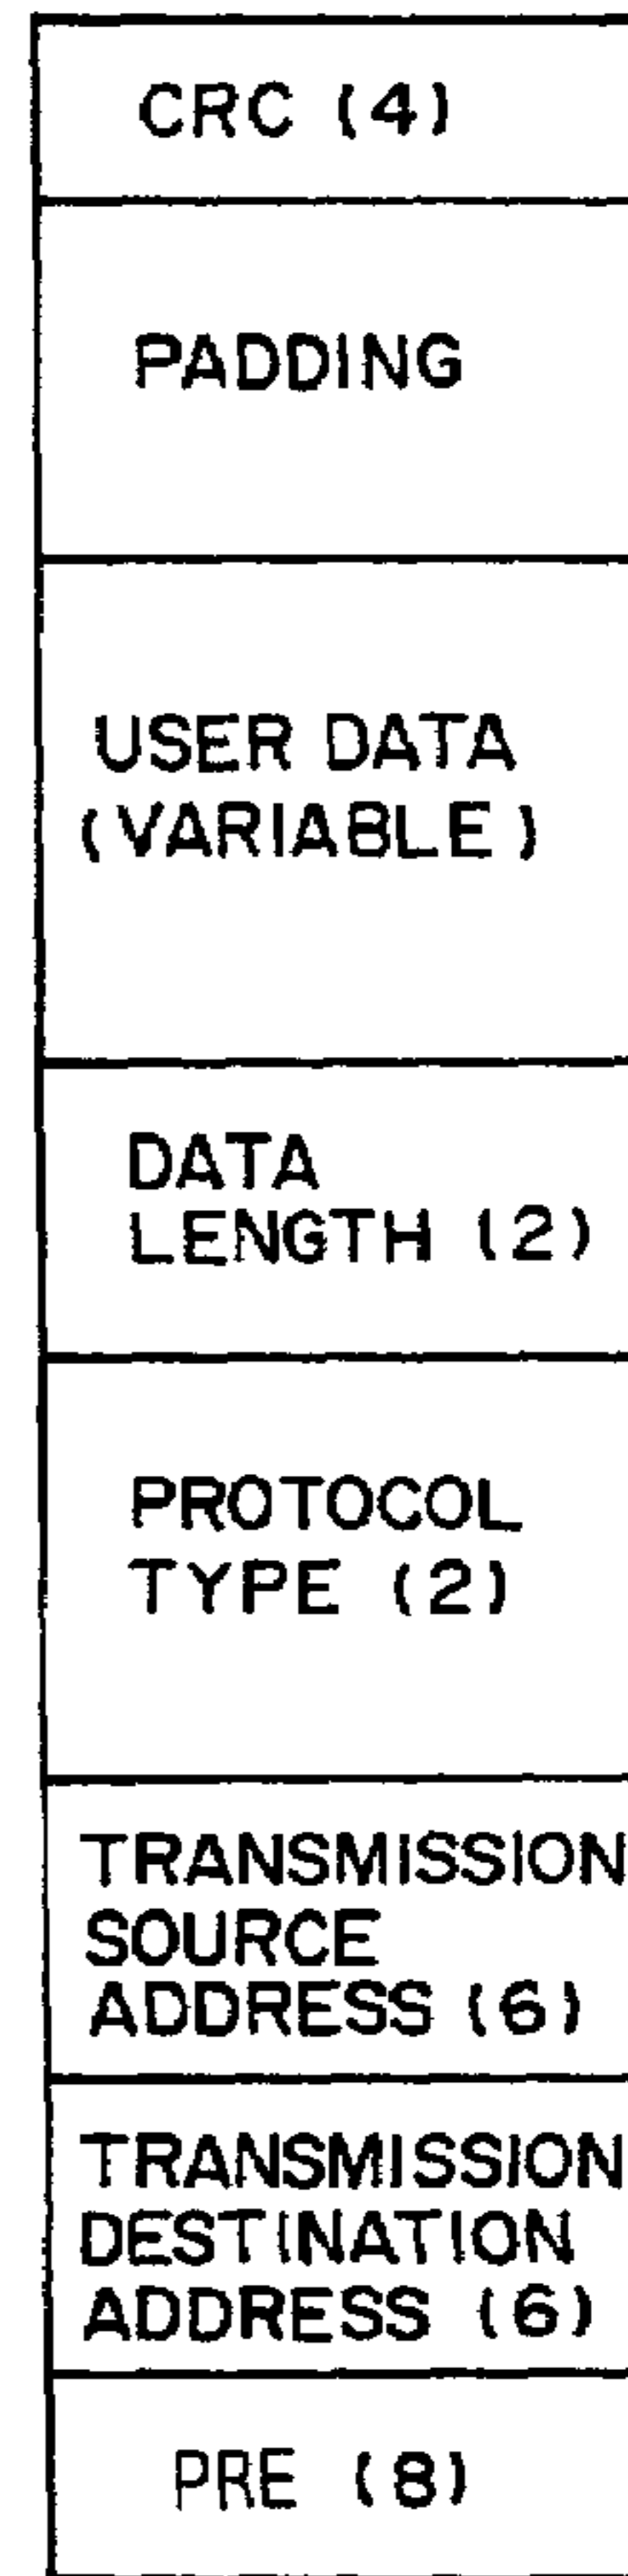 CRC (4)
PADDING
USER DATA
(VARIABLE)
DATA
LENGTH (2)
PROTOCOL
TYPE (2)
TRANSMISSION
SOURCE
ADDRESS (6)
TRANSMISSION
DESTINATION
ADDRESS (6)
PRE (8)